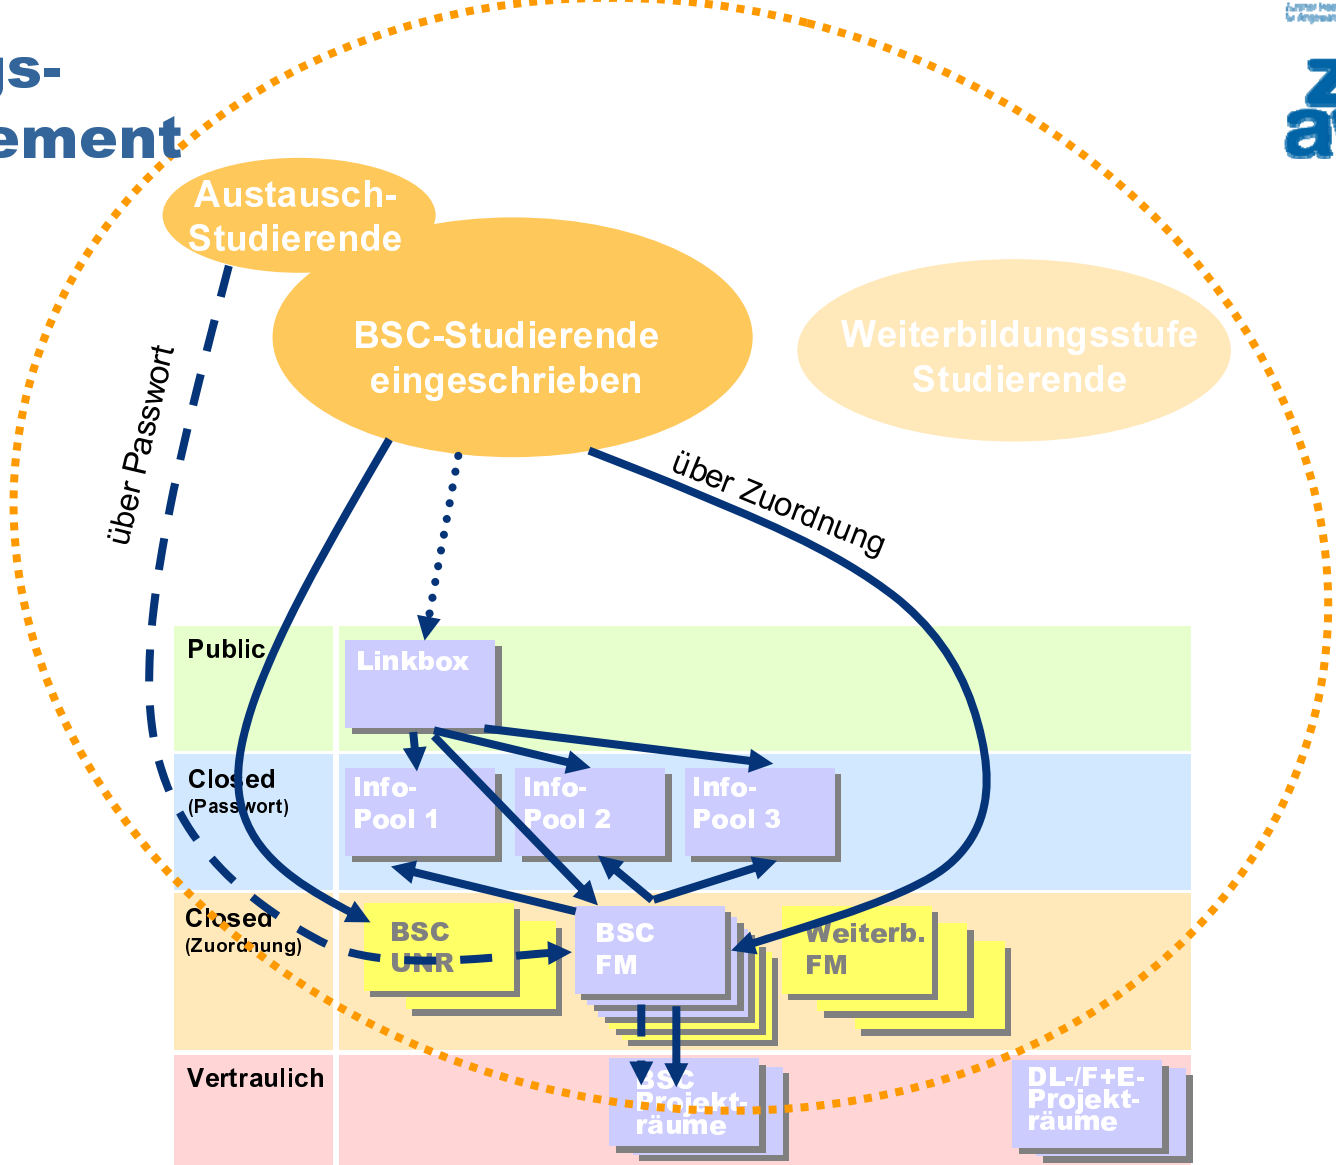 gs-
ement
Austausch-
Studierende
BSC-Studierende
eingeschrieben
Weiterbildungsstufe
Studierende
über Passwort
über Zuordnung
Public
Linkbox
Closed
(Passwort)
Info-
Pool 1
Info-
Pool 2
Info-
Pool 3
Closed
(Zuordnung)
BSC
UNR
BSC
FM
Weiterb.
FM
Vertraulich
BSC
Projekt-
räume
DL-/F+E-
Projekt-
räume